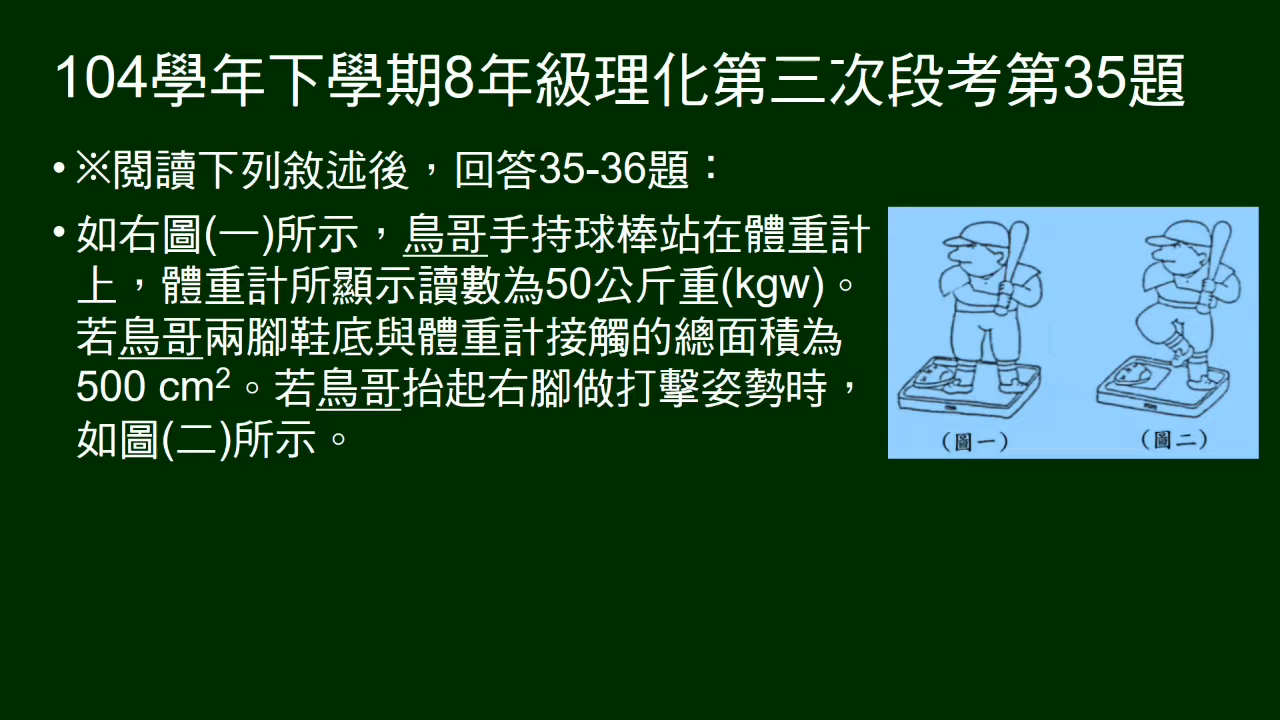 104學年下學期8年級理化第三次段考第35題
•※閱讀下列敘述後，回答35-36題：
•如右圖(一)所示，鳥哥手持球棒站在體重計
上，體重計所顯示讀數為50公斤重(kgw)。
若鳥哥兩腳鞋底與體重計接觸的總面積為
500 cm²。若鳥哥抬起右腳做打擊姿勢時，
如圖(二)所示。
(圖一)
(圖二)